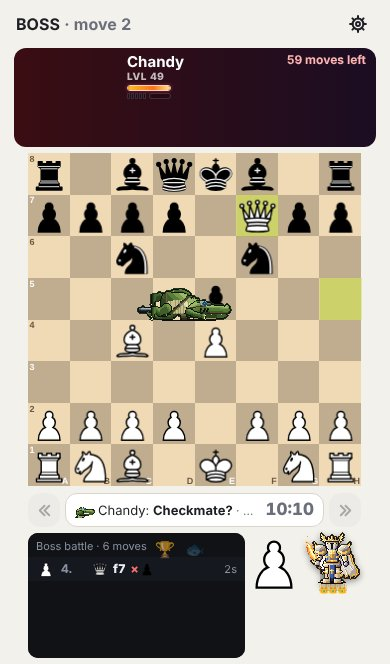 BOSS · move 2
Chandy
59 moves left
LVL 49
8
7
6
5
4
3
2
1
A B C D E F G H
Chandy: Checkmate? · ... 10:10
Boss battle · 6 moves
4. f7 × 2s